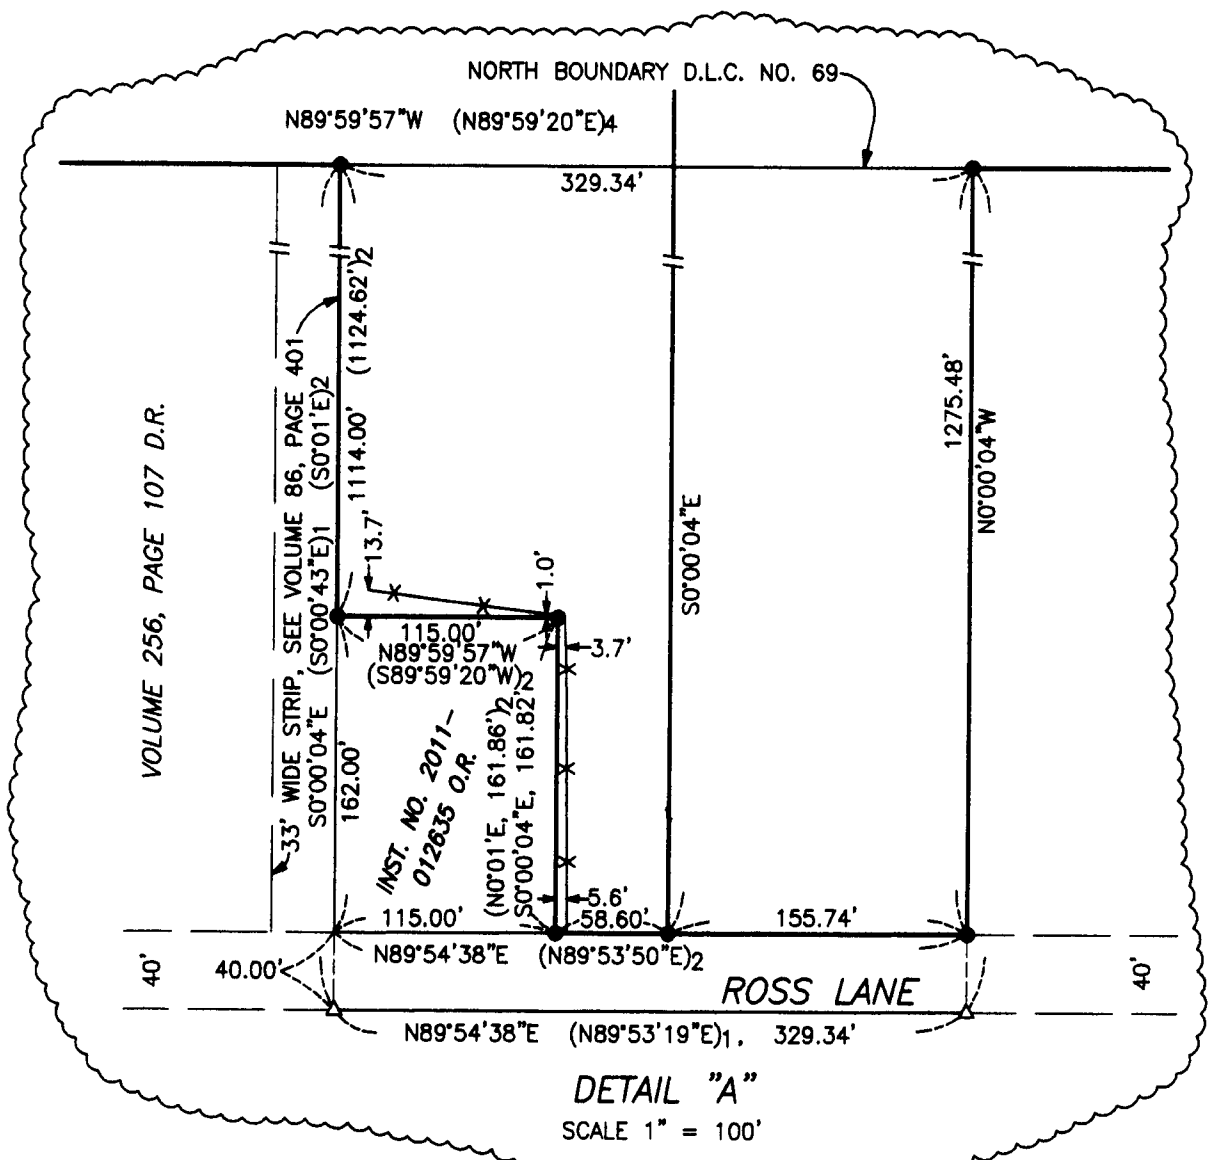 NORTH BOUNDARY D.L.C. NO. 69
N89°59'57"W (N89°59'20"E)4
329.34'
33' WIDE STRIP, SEE VOLUME 86, PAGE 401
VOLUME 256, PAGE 107 D.R.
(S0°00'43"E)1 (S0°01'E)2
1114.00' (1124.62')2
13.7'
1.0'
115.00'
N89°59'57"W
(S89°59'20"W)2
3.7'
S0°00'04"E
162.00'
INST. NO. 2011-
012635 O.R.
(N0°01'E, 161.86')2
S0°00'04"E, 161.82'
S0°00'04"E
1275.48'
N0°00'04"W
5.6'
115.00'
58.60'
155.74'
N89°54'38"E (N89°53'50"E)2
40'
40.00'
ROSS LANE
40'
N89°54'38"E (N89°53'19"E)1, 329.34'
DETAIL "A"
SCALE 1" = 100'